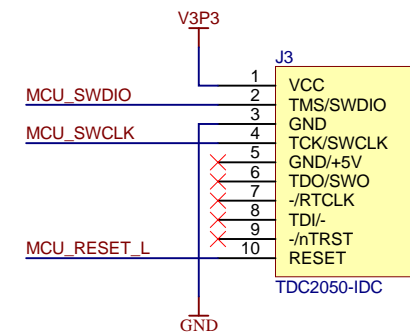 V3P3
J3
1 VCC
MCU_SWDIO 2 TMS/SWDIO
3 GND
MCU_SWCLK 4 TCK/SWCLK
5 GND/+5V
6 TDO/SWO
7 -/RTCLK
8 TDI/-
9 -/nTRST
MCU_RESET_L 10 RESET
TDC2050-IDC
GND